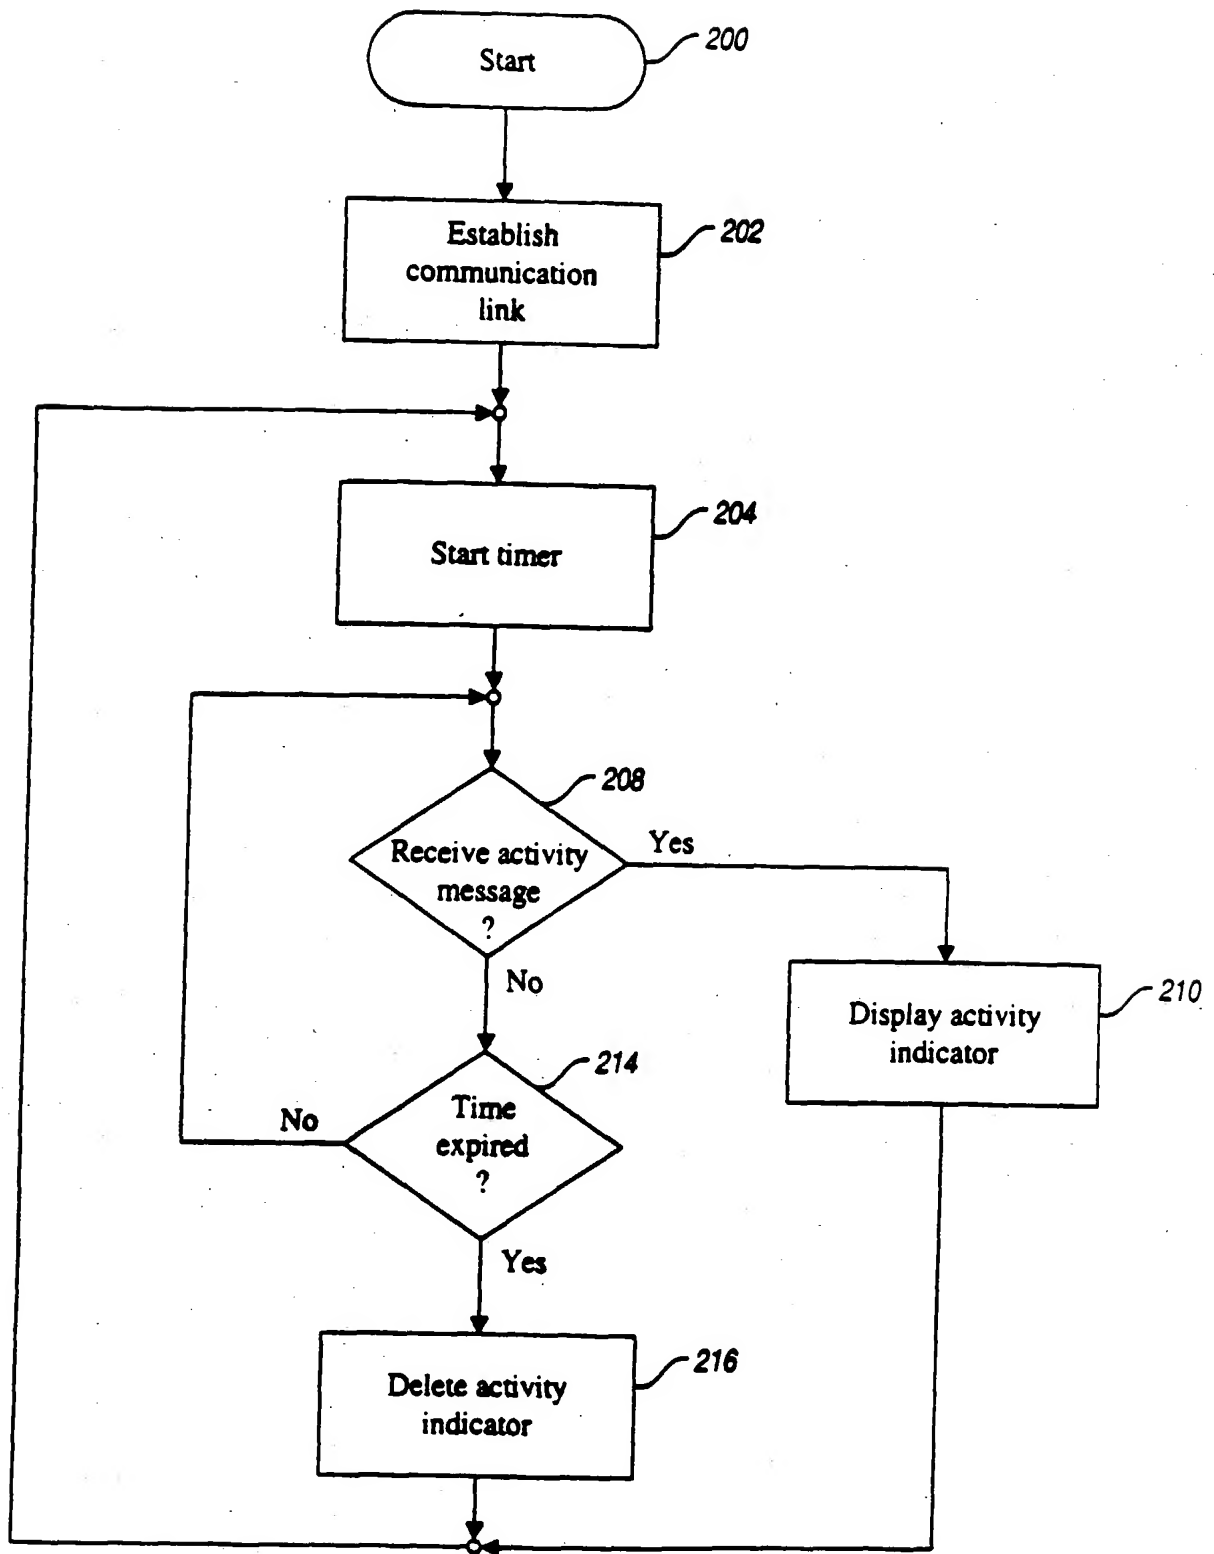 Start
200
Establish
communication
link
202
Start timer
204
208
Receive activity
message
?
Yes
No
Display activity
indicator
210
214
Time
expired
?
No
Yes
Delete activity
indicator
216